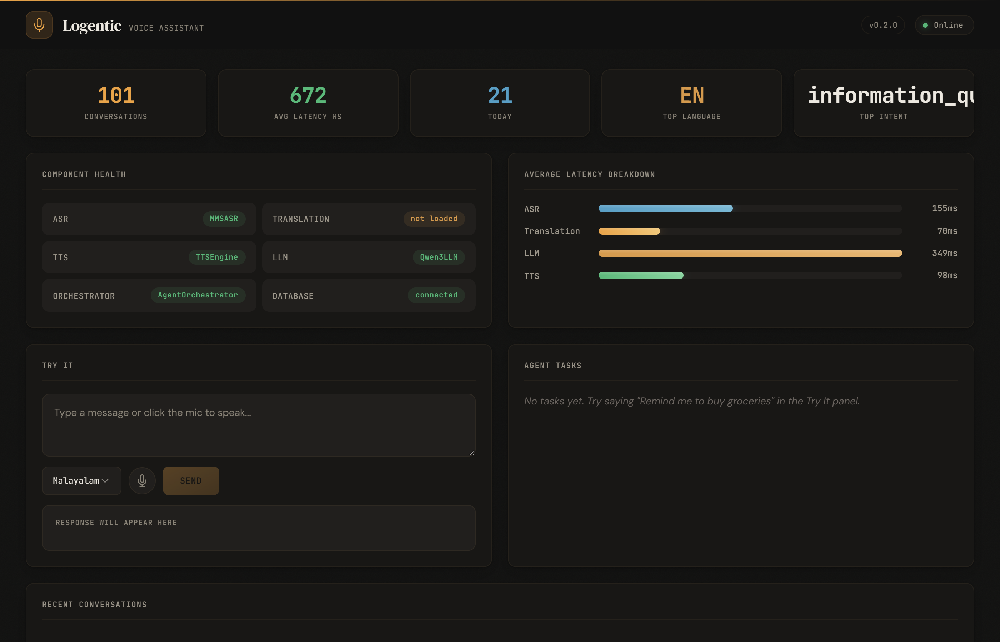 Logentic VOICE ASSISTANT
v0.2.0
Online
101
CONVERSATIONS
672
AVG LATENCY MS
21
TODAY
EN
TOP LANGUAGE
information_qu
TOP INTENT
COMPONENT HEALTH
ASR MMSASR
TRANSLATION not loaded
TTS TTSEngine
LLM Qwen3LLM
ORCHESTRATOR AgentOrchestrator
DATABASE connected
AVERAGE LATENCY BREAKDOWN
ASR 155ms
Translation 70ms
LLM 349ms
TTS 98ms
TRY IT
Type a message or click the mic to speak...
Malayalam
SEND
RESPONSE WILL APPEAR HERE
AGENT TASKS
No tasks yet. Try saying "Remind me to buy groceries" in the Try It panel.
RECENT CONVERSATIONS